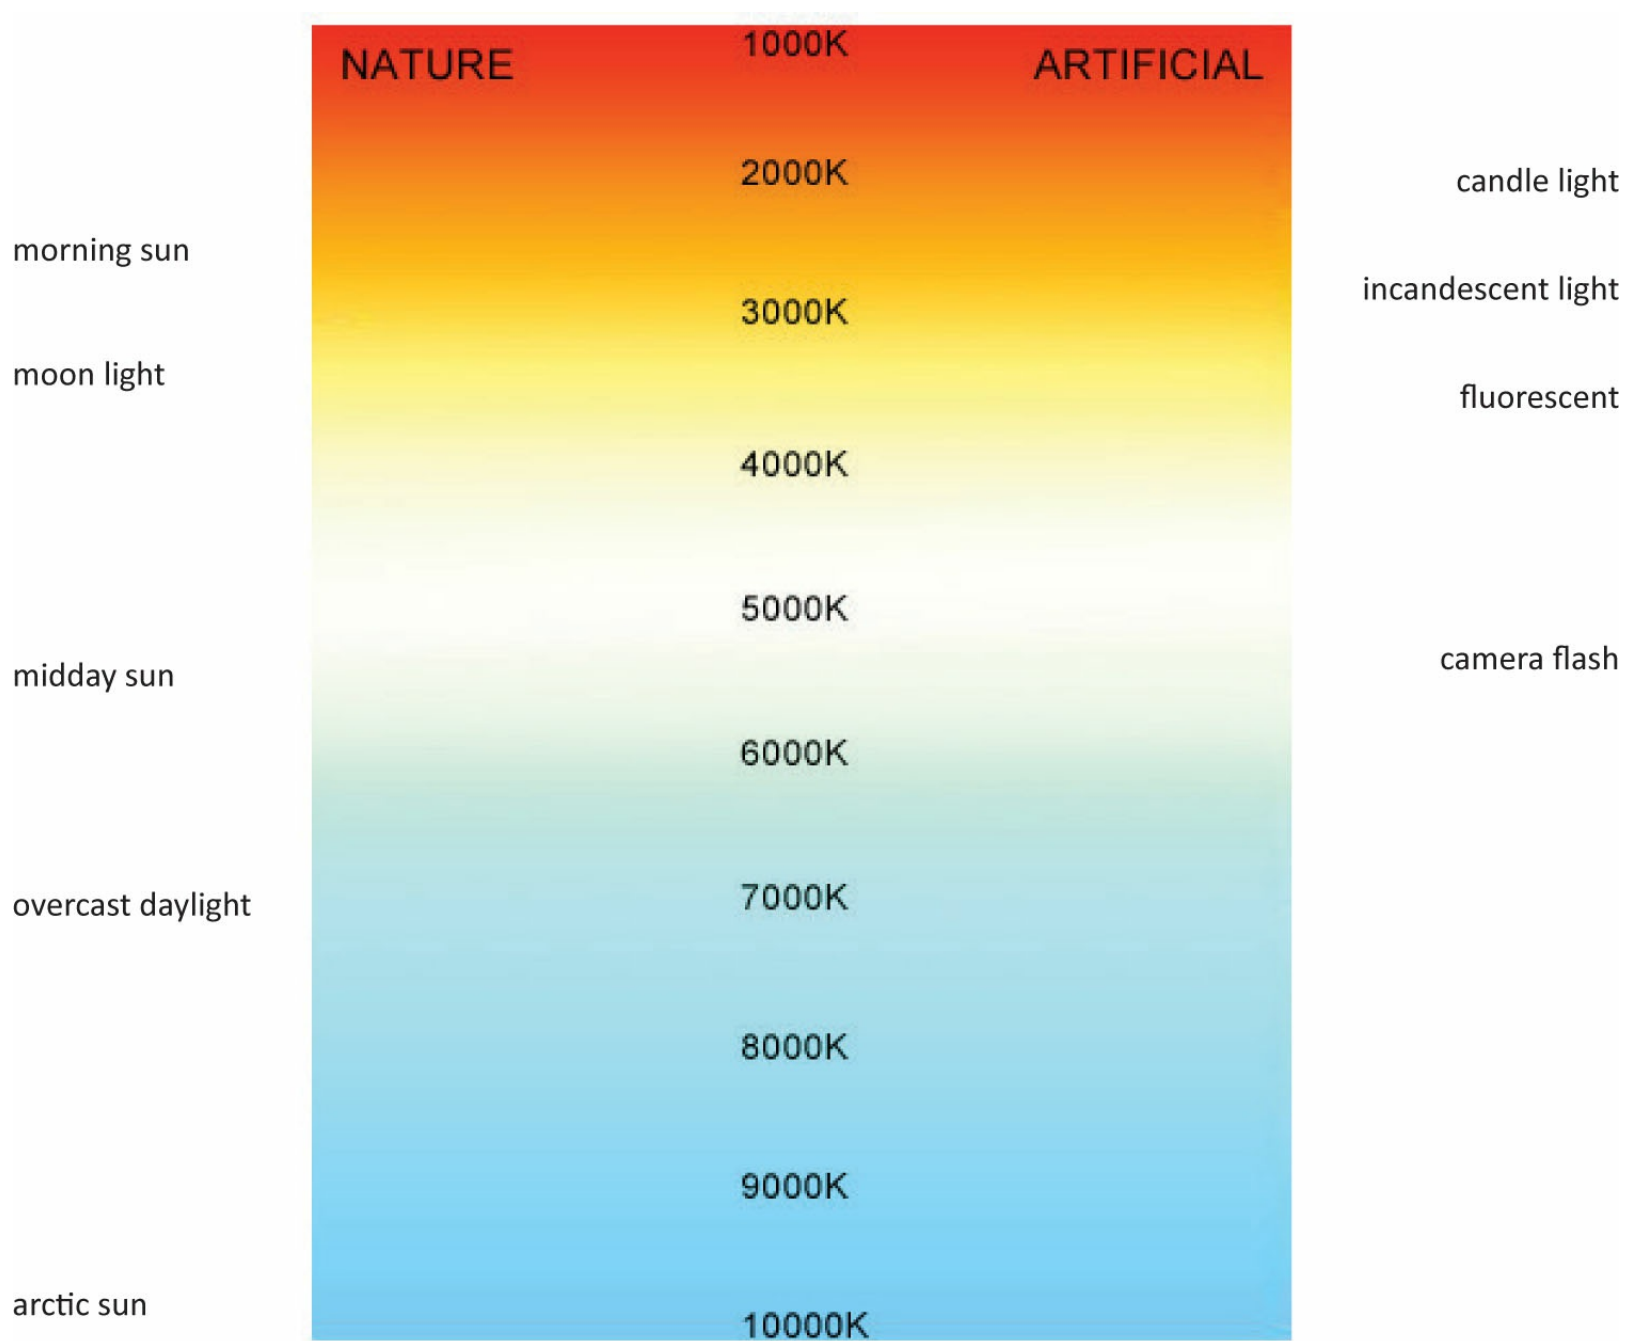 NATURE
1000K
ARTIFICIAL
2000K
candle light
morning sun
incandescent light
3000K
moon light
fluorescent
4000K
5000K
camera flash
midday sun
6000K
7000K
overcast daylight
8000K
9000K
arctic sun
10000K